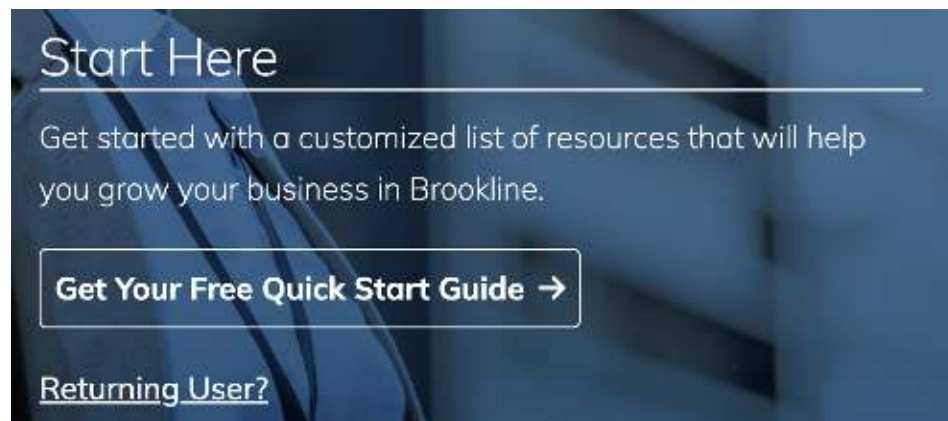 Start Here
Get started with a customized list of resources that will help
you grow your business in Brookline.
Get Your Free Quick Start Guide →
Returning User?